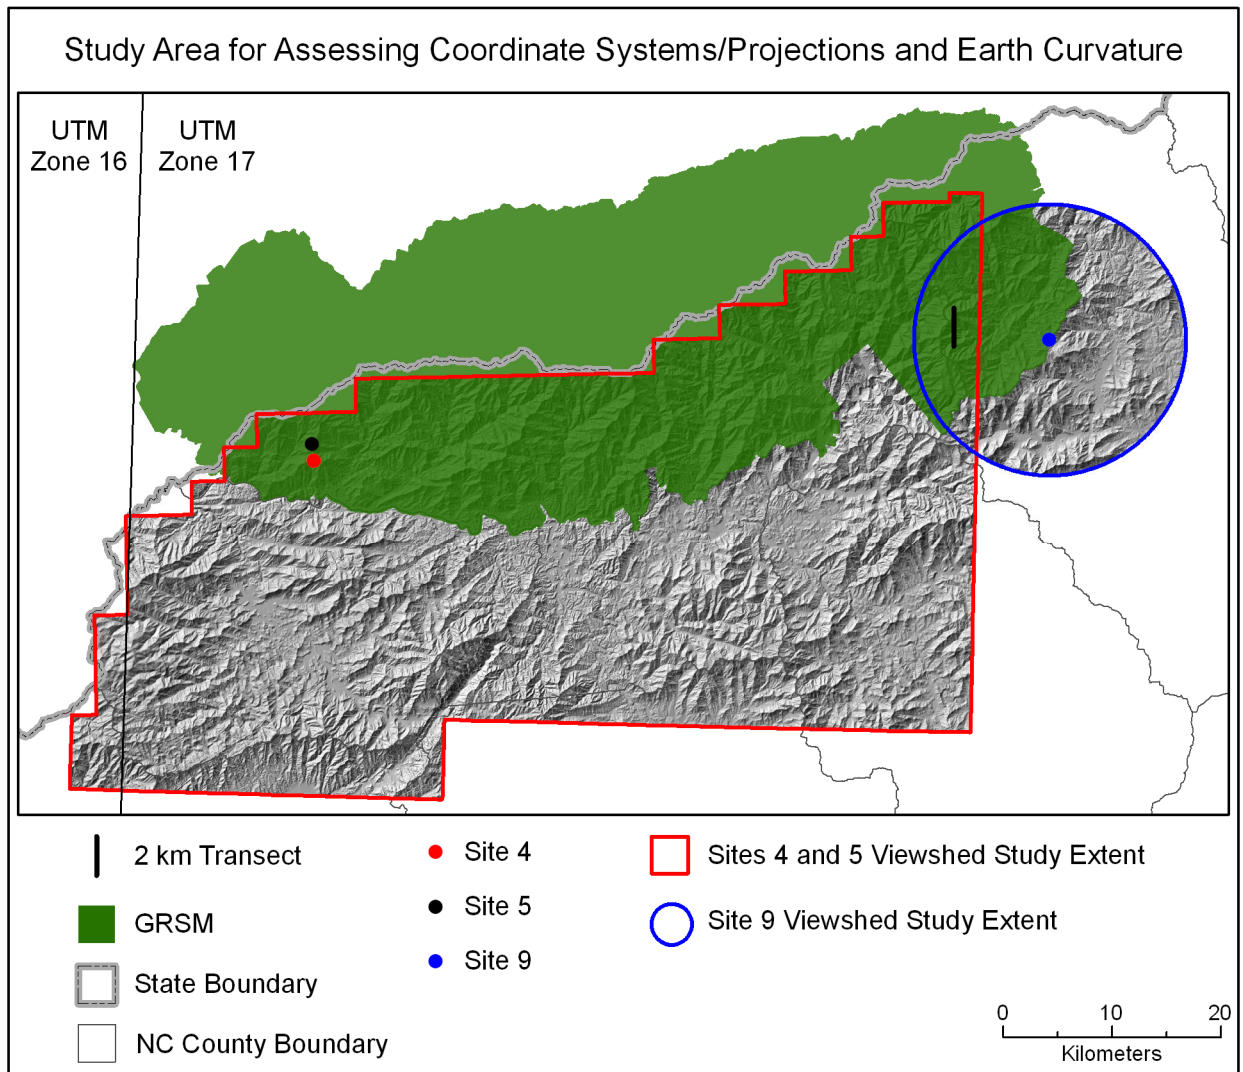 Study Area for Assessing Coordinate Systems/Projections and Earth Curvature
UTM
Zone 16
UTM
Zone 17
2 km Transect
GRSM
State Boundary
NC County Boundary
Site 4
Site 5
Site 9
Sites 4 and 5 Viewshed Study Extent
Site 9 Viewshed Study Extent
0 10 20
Kilometers